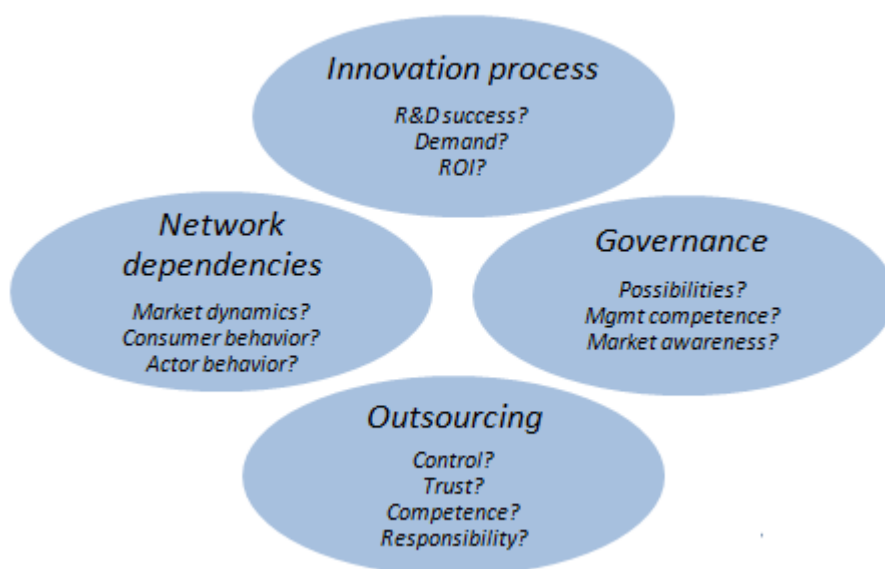 Innovation process
R&D success?
Demand?
ROI?
Network
dependencies
Market dynamics?
Consumer behavior?
Actor behavior?
Governance
Possibilities?
Mgmt competence?
Market awareness?
Outsourcing
Control?
Trust?
Competence?
Responsibility?